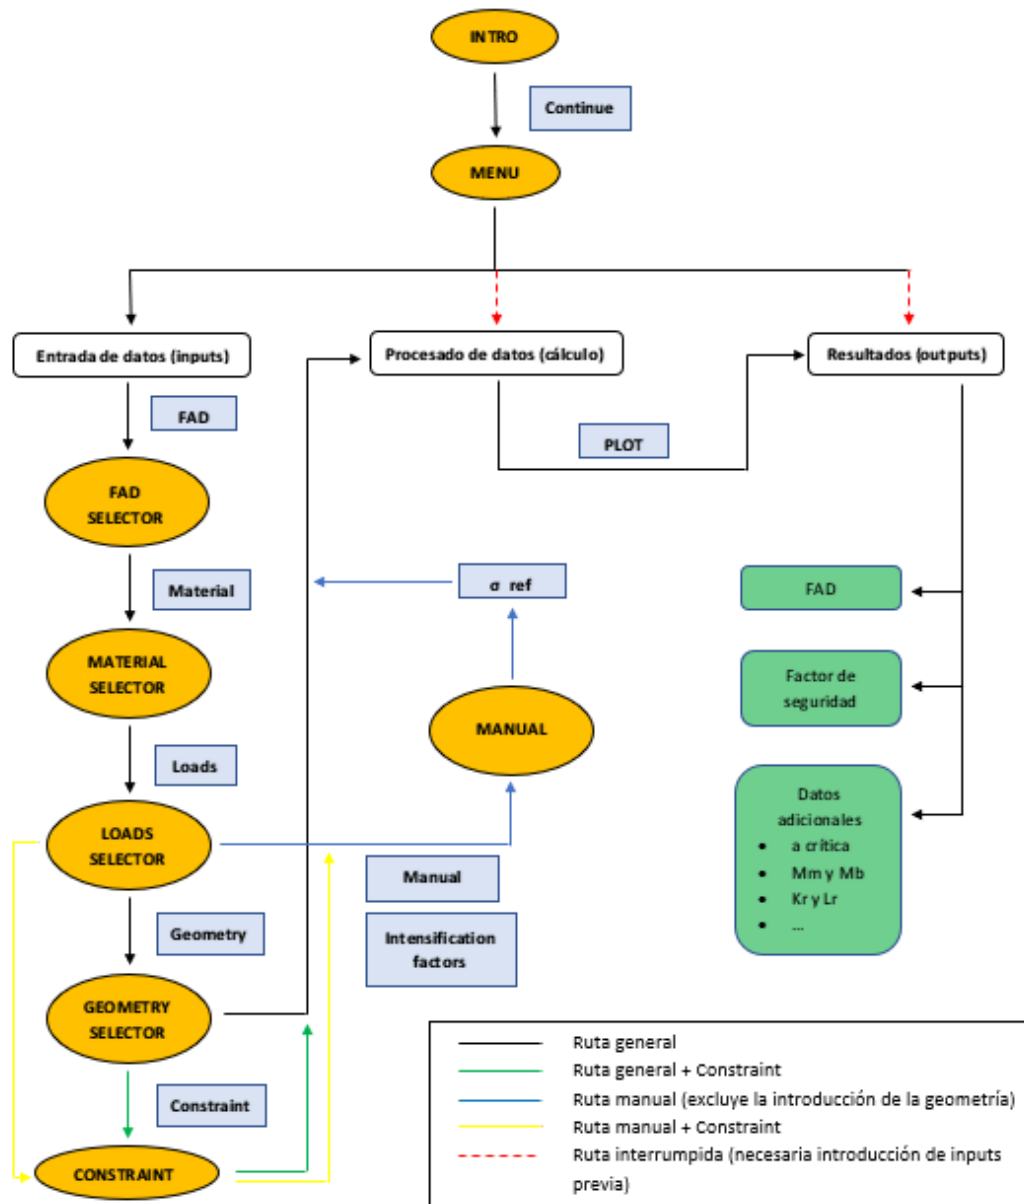 INTRO
Continue
MENU
Entrada de datos (inputs)
Procesado de datos (cálculo)
Resultados (outputs)
FAD
PLOT
FAD
SELECTOR
Material
σ ref
FAD
MATERIAL
SELECTOR
Factor de
seguridad
MANUAL
Loads
LOADS
SELECTOR
Datos
adicionales
• a crítica
• Mm y Mb
• Kr y Lr
• ...
Manual
Geometry
Intensification
factors
GEOMETRY
SELECTOR
Constraint
CONSTRAINT
Ruta general
Ruta general + Constraint
Ruta manual (excluye la introducción de la geometría)
Ruta manual + Constraint
Ruta interrumpida (necesaria introducción de inputs
previa)